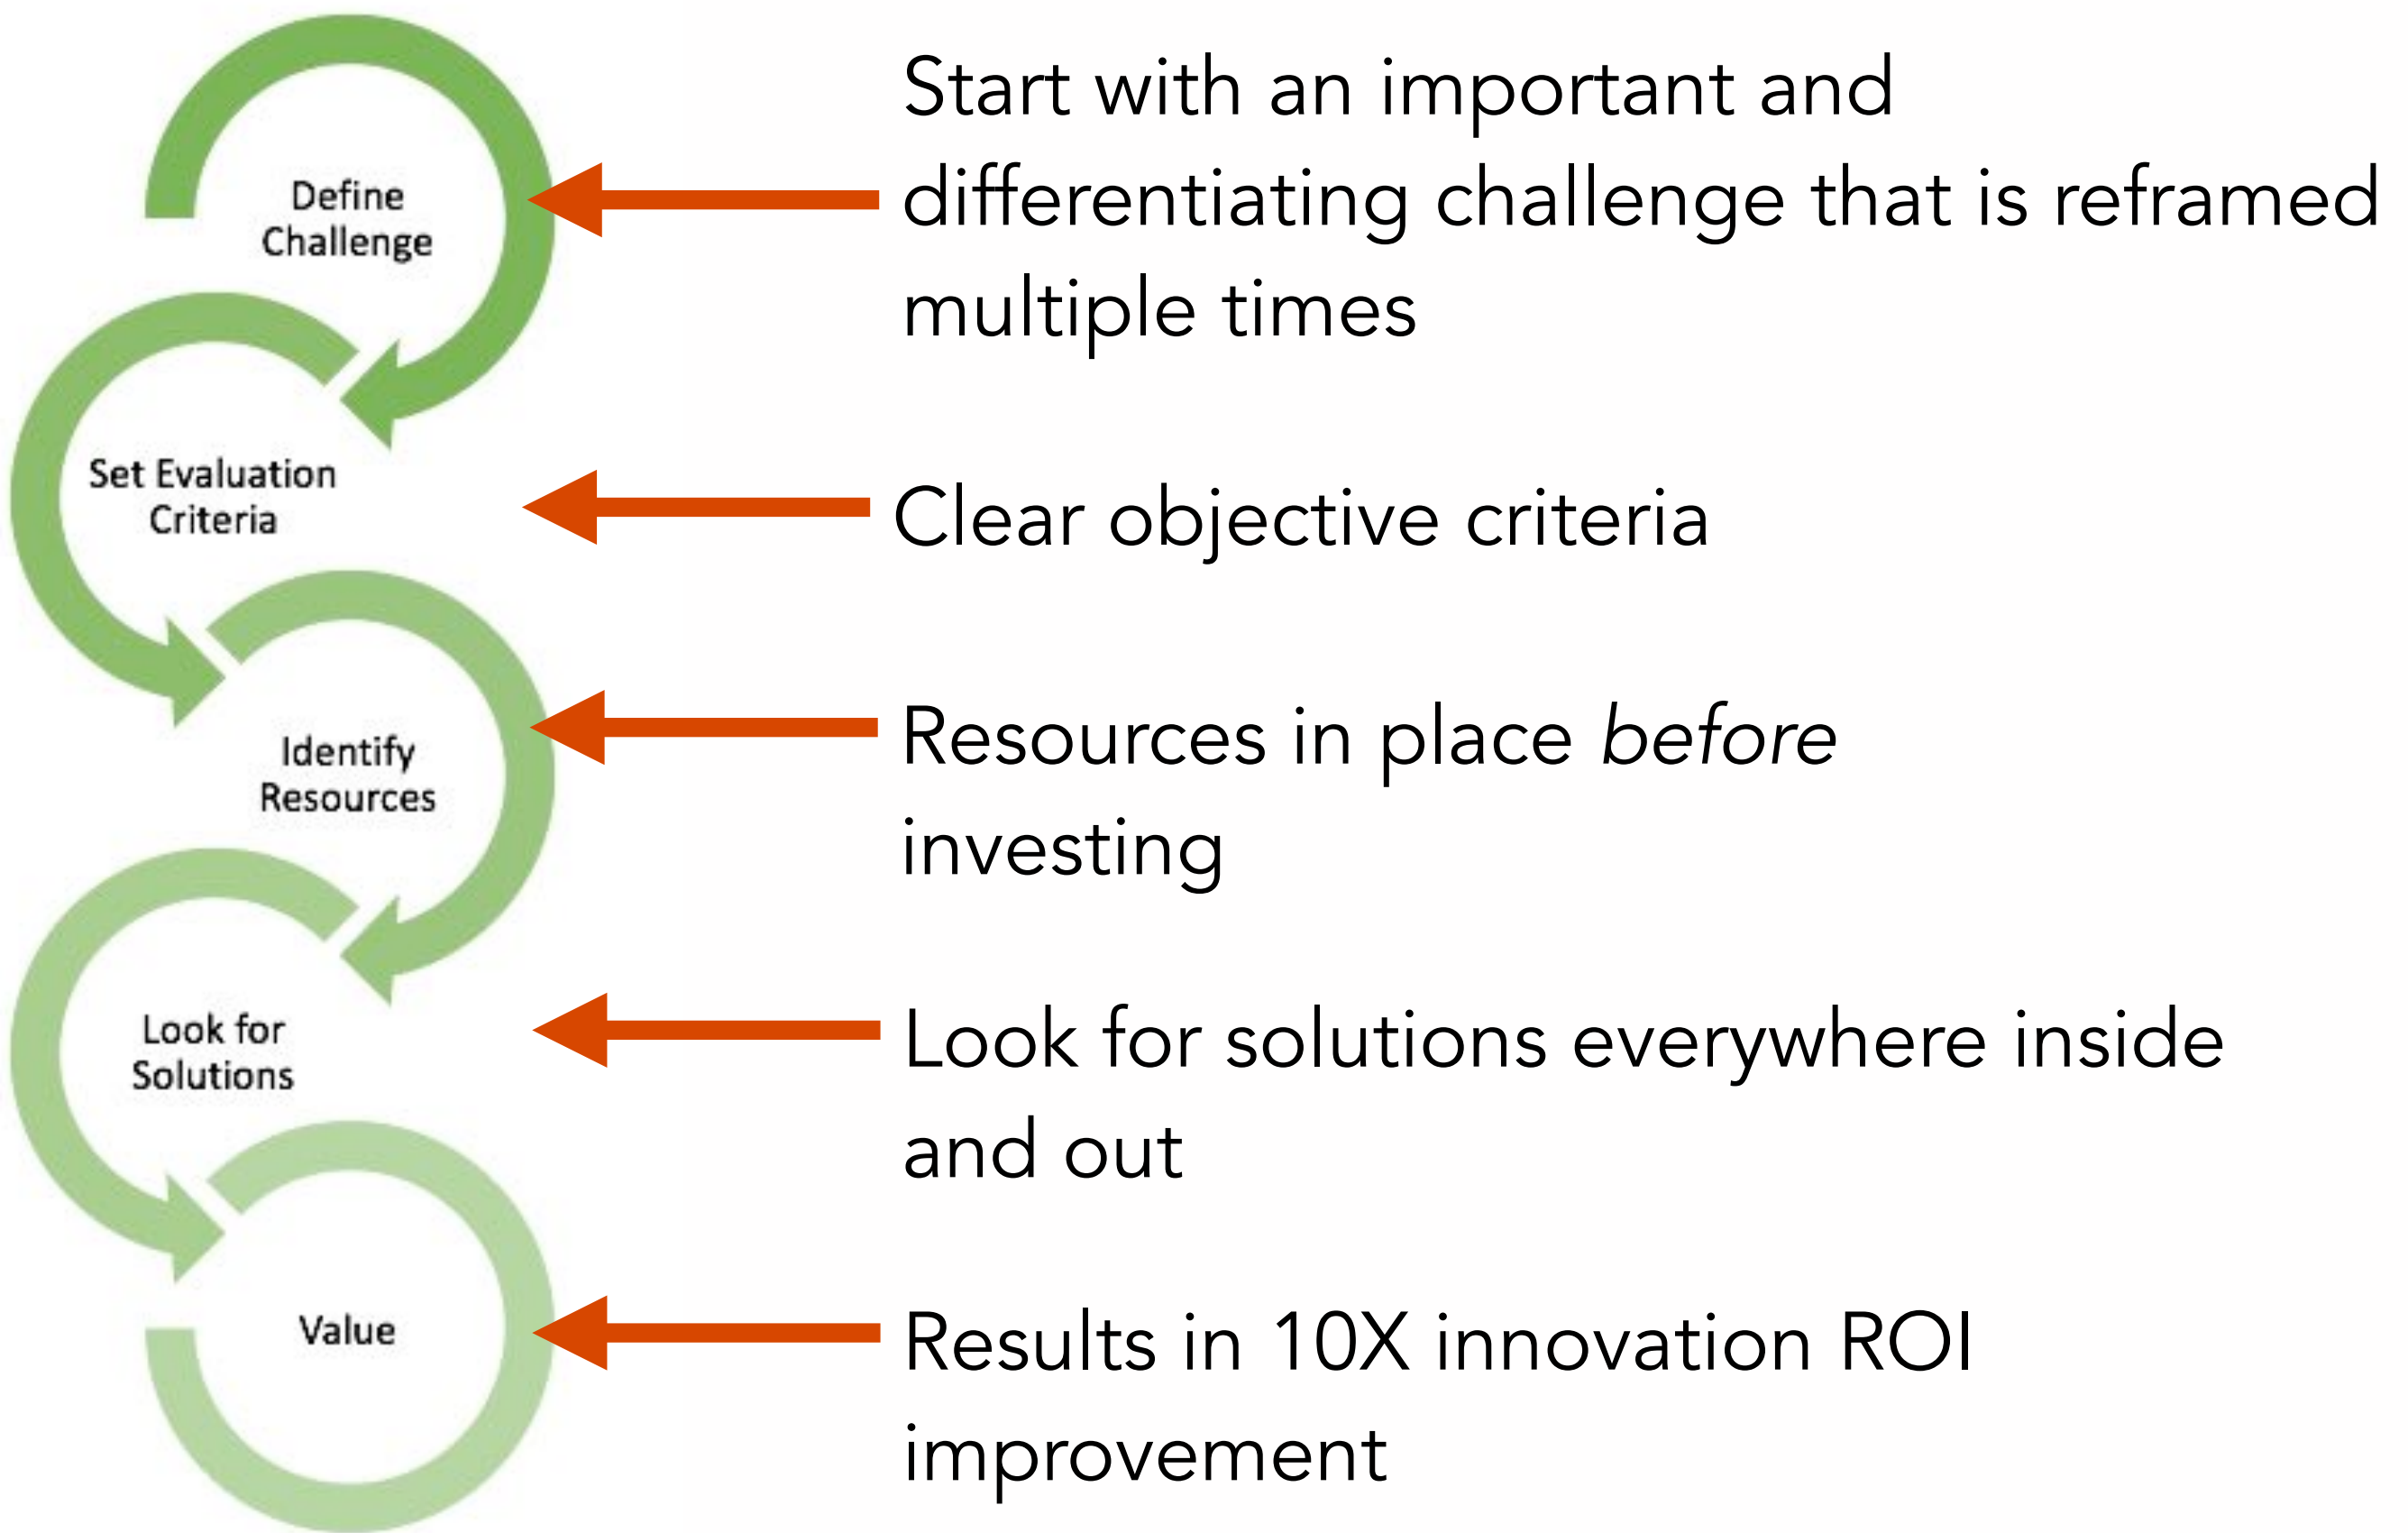 Define
Challenge
Start with an important and
differentiating challenge that is reframed
multiple times
Set Evaluation
Criteria
Clear objective criteria
Identify
Resources
Resources in place before
investing
Look for
Solutions
Look for solutions everywhere inside
and out
Value
Results in 10X innovation ROI
improvement